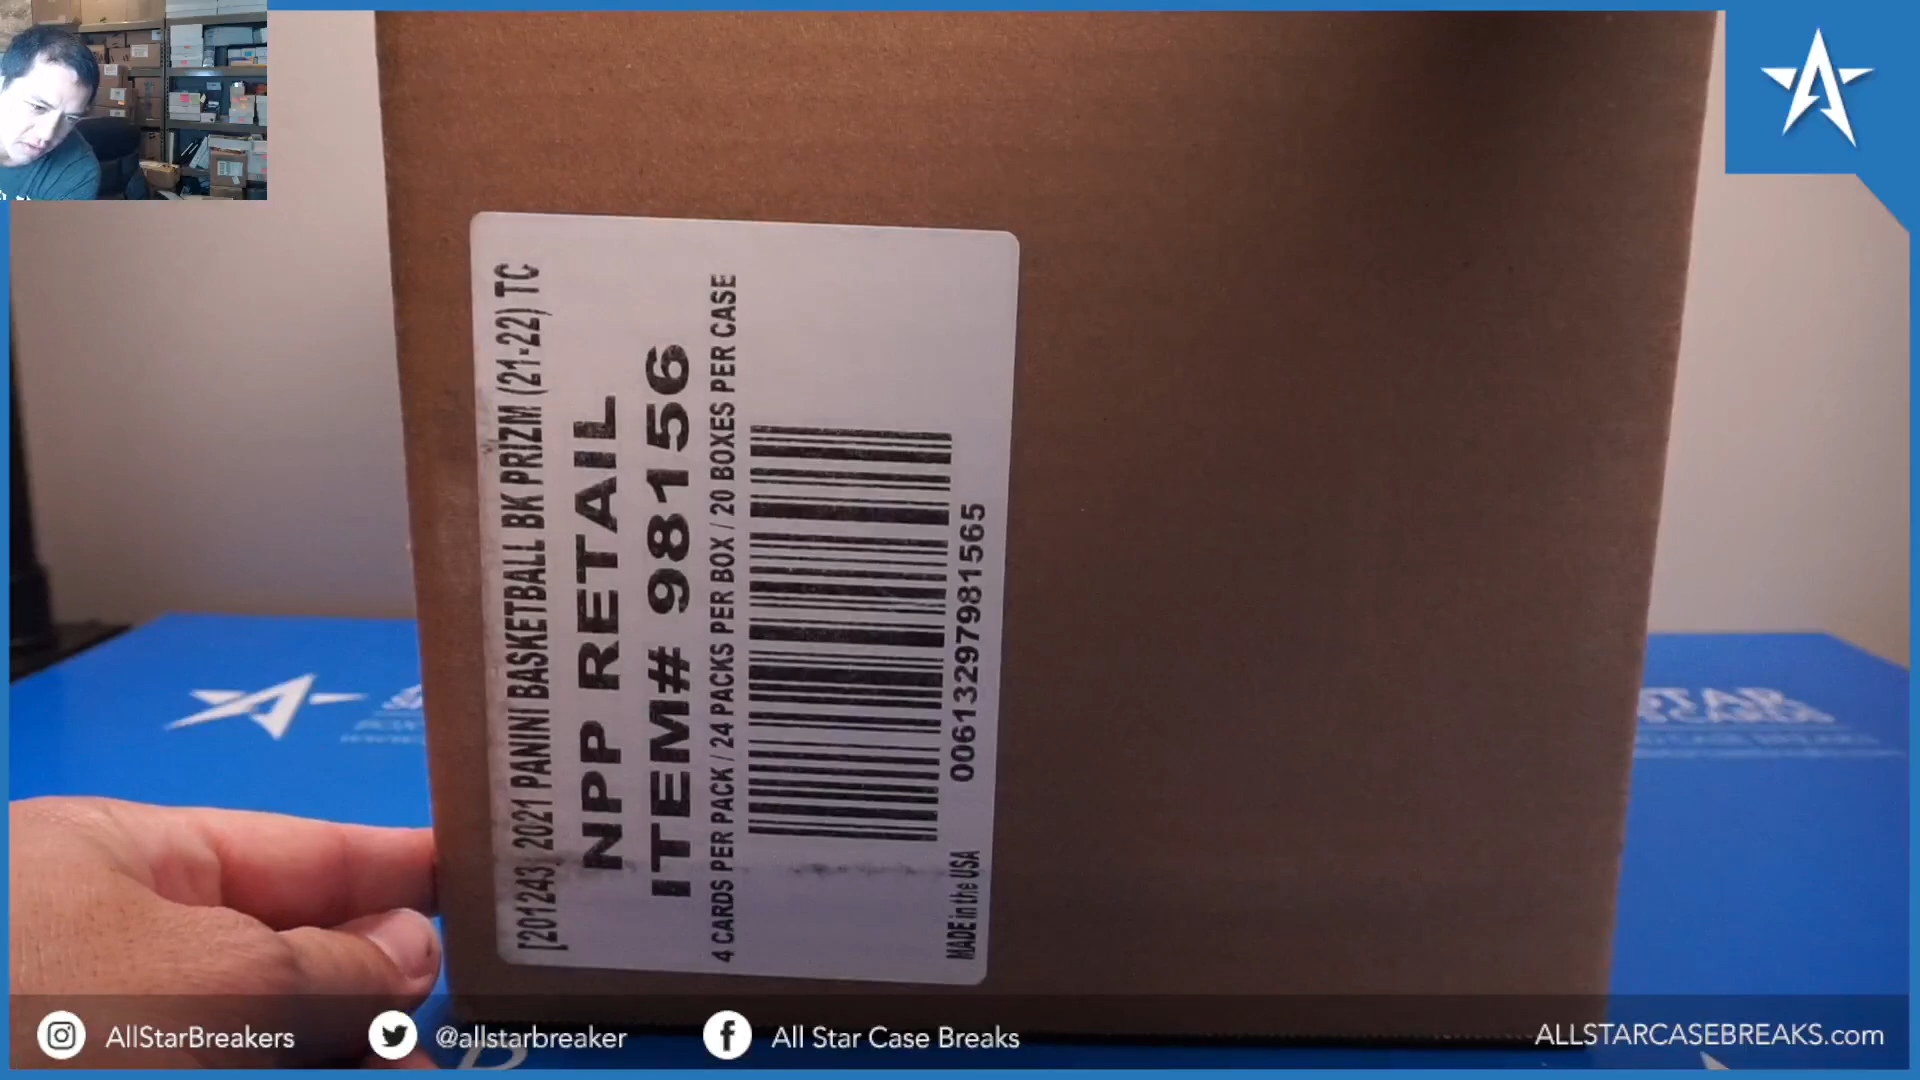 [201243] 2021 PANINI BASKETBALL BK PRIZM (21-22) TC
NPP RETAIL
ITEM# 98156
4 CARDS PER PACK / 24 PACKS PER BOX / 20 BOXES PER CASE
00613297981565
MADE in the USA
STAR
CARDS
AllStarBreakers
@allstarbreaker
All Star Case Breaks
ALLSTARCASEBREAKS.com